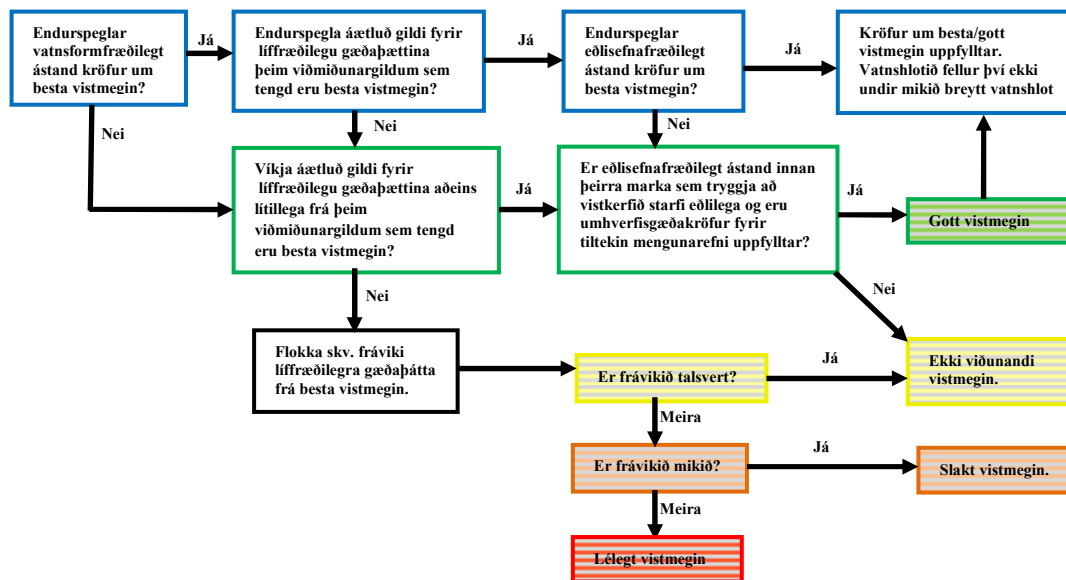 Endurspeglar
vatnsformfræðilegt
ástand kröfur um
besta vistmegin?
Já
Endurspegla áætluð gildi fyrir
líffræðilegu gæðaþættina
þeim viðmiðunargildum sem
tengd eru besta vistmegin?
Já
Endurspeglar
eðlisefnafræðilegt
ástand kröfur um
besta vistmegin?
Já
Kröfur um besta/gott
vistmegin uppfylltar.
Vatnshlotið fellur því ekki
undir mikið breytt vatnshlot
Nei
Nei
Nei
Víkja áætluð gildi fyrir
líffræðilegu gæðaþættina aðeins
lítillega frá þeim
viðmiðunargildum sem tengd
eru besta vistmegin?
Já
Er eðlisefnafræðilegt ástand innan
þeirra marka sem tryggja að
vistkerfið starfi eðlilega og eru
umhverfisgæðakröfur fyrir
tiltekin mengunarefni uppfylltar?
Já
Gott vistmegin
Nei
Nei
Flokka skv. fráviki
líffræðilegra gæðaþátta
frá besta vistmegin.
Er frávikið talsvert?
Já
Ekki viðunandi
vistmegin.
Meira
Er frávikið mikið?
Já
Slakt vistmegin.
Meira
Lélegt vistmegin